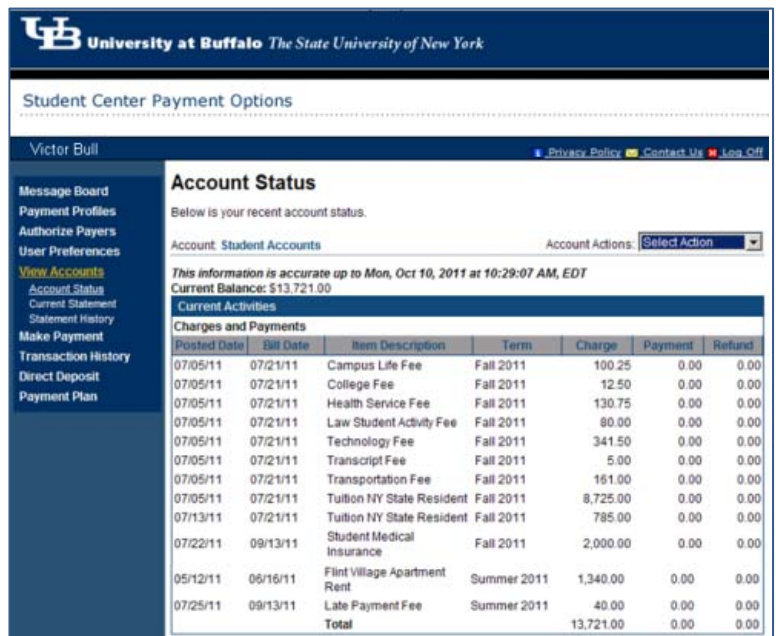 UB University at Buffalo The State University of New York
Student Center Payment Options
Victor Bull
Privacy Policy Contact Us Log Off
Message Board
Payment Profiles
Authorize Payers
User Preferences
View Accounts
Account Status
Current Statement
Statement History
Make Payment
Transaction History
Direct Deposit
Payment Plan
Account Status
Below is your recent account status.
Account: Student Accounts Account Actions: Select Action
This information is accurate up to Mon, Oct 10, 2011 at 10:29:07 AM, EDT
Current Balance: $13,721.00
Current Activities
Charges and Payments
Posted Date Bill Date Item Description Term Charge Payment Refund
07/05/11 07/21/11 Campus Life Fee Fall 2011 100.25 0.00 0.00
07/05/11 07/21/11 College Fee Fall 2011 12.50 0.00 0.00
07/05/11 07/21/11 Health Service Fee Fall 2011 130.75 0.00 0.00
07/05/11 07/21/11 Law Student Activity Fee Fall 2011 80.00 0.00 0.00
07/05/11 07/21/11 Technology Fee Fall 2011 341.50 0.00 0.00
07/05/11 07/21/11 Transcript Fee Fall 2011 5.00 0.00 0.00
07/05/11 07/21/11 Transportation Fee Fall 2011 161.00 0.00 0.00
07/05/11 07/21/11 Tuition NY State Resident Fall 2011 8,725.00 0.00 0.00
07/13/11 07/21/11 Tuition NY State Resident Fall 2011 785.00 0.00 0.00
07/22/11 09/13/11 Student Medical Insurance Fall 2011 2,000.00 0.00 0.00
05/12/11 06/16/11 Flint Village Apartment Rent Summer 2011 1,340.00 0.00 0.00
07/25/11 09/13/11 Late Payment Fee Summer 2011 40.00 0.00 0.00
Total 13,721.00 0.00 0.00